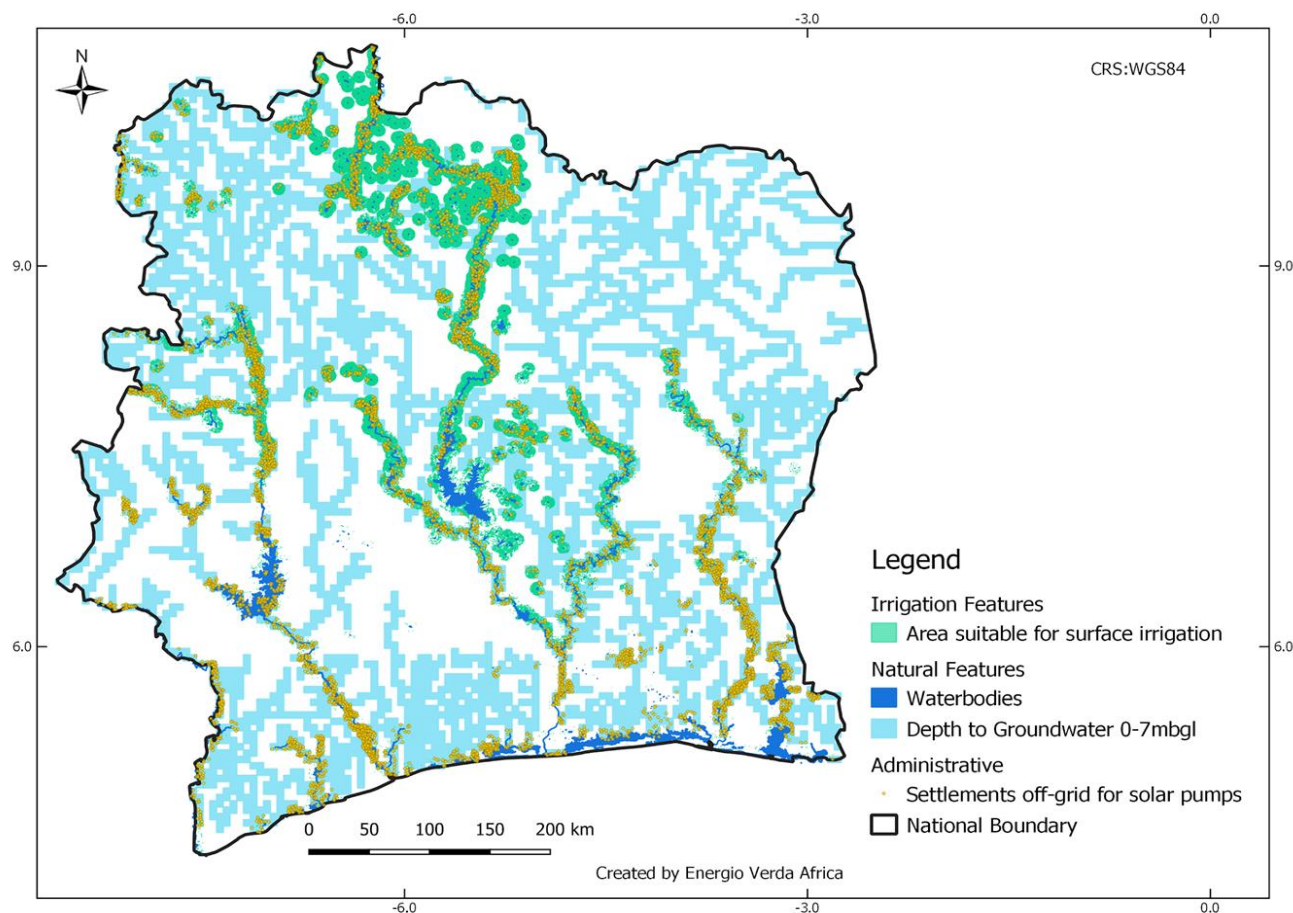 -6.0
-3.0
0.0
N
CRS:WGS84
9.0
9.0
Legend
Irrigation Features
Area suitable for surface irrigation
6.0
6.0
Natural Features
Waterbodies
Depth to Groundwater 0-7mbgl
Administrative
Settlements off-grid for solar pumps
National Boundary
0 50 100 150 200 km
Created by Energio Verda Africa
-6.0
-3.0
0.0